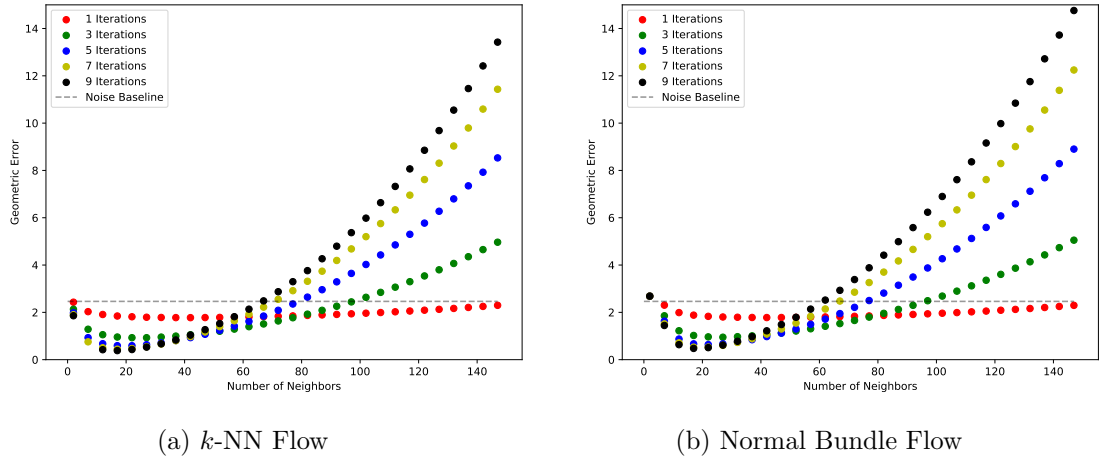 1 Iterations
3 Iterations
5 Iterations
7 Iterations
9 Iterations
Noise Baseline
Geometric Error
14
12
10
8
6
4
2
0
0 20 40 60 80 100 120 140
Number of Neighbors
(a) k-NN Flow
1 Iterations
3 Iterations
5 Iterations
7 Iterations
9 Iterations
Noise Baseline
Geometric Error
14
12
10
8
6
4
2
0
0 20 40 60 80 100 120 140
Number of Neighbors
(b) Normal Bundle Flow